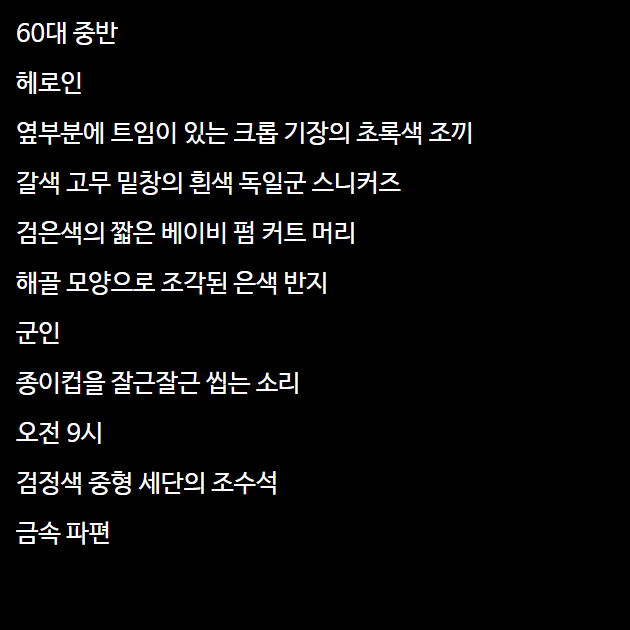 60대 중반
헤로인
옆부분에 트임이 있는 크롭 기장의 초록색 조끼
갈색 고무 밑창의 흰색 독일군 스니커즈
검은색의 짧은 베이비 펌 커트 머리
해골 모양으로 조각된 은색 반지
군인
종이컵을 잘근잘근 씹는 소리
오전 9시
검정색 중형 세단의 조수석
금속 파편